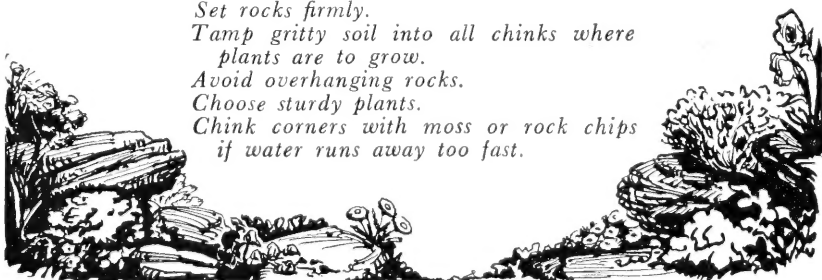 Set rocks firmly.
Tamp gritty soil into all chinks where
plants are to grow.
Avoid overhanging rocks.
Choose sturdy plants.
Chink corners with moss or rock chips
if water runs away too fast.